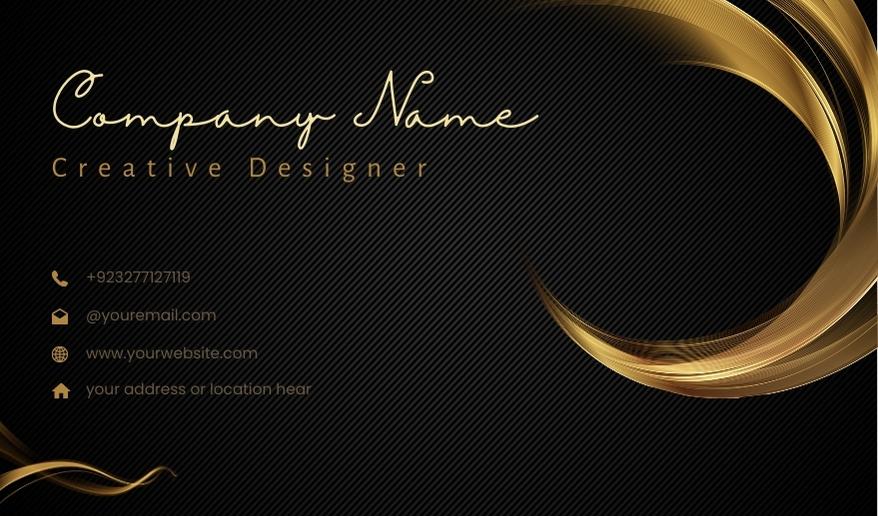 Company Name
Creative Designer
+923277127119
@youremail.com
www.yourwebsite.com
your address or location hear